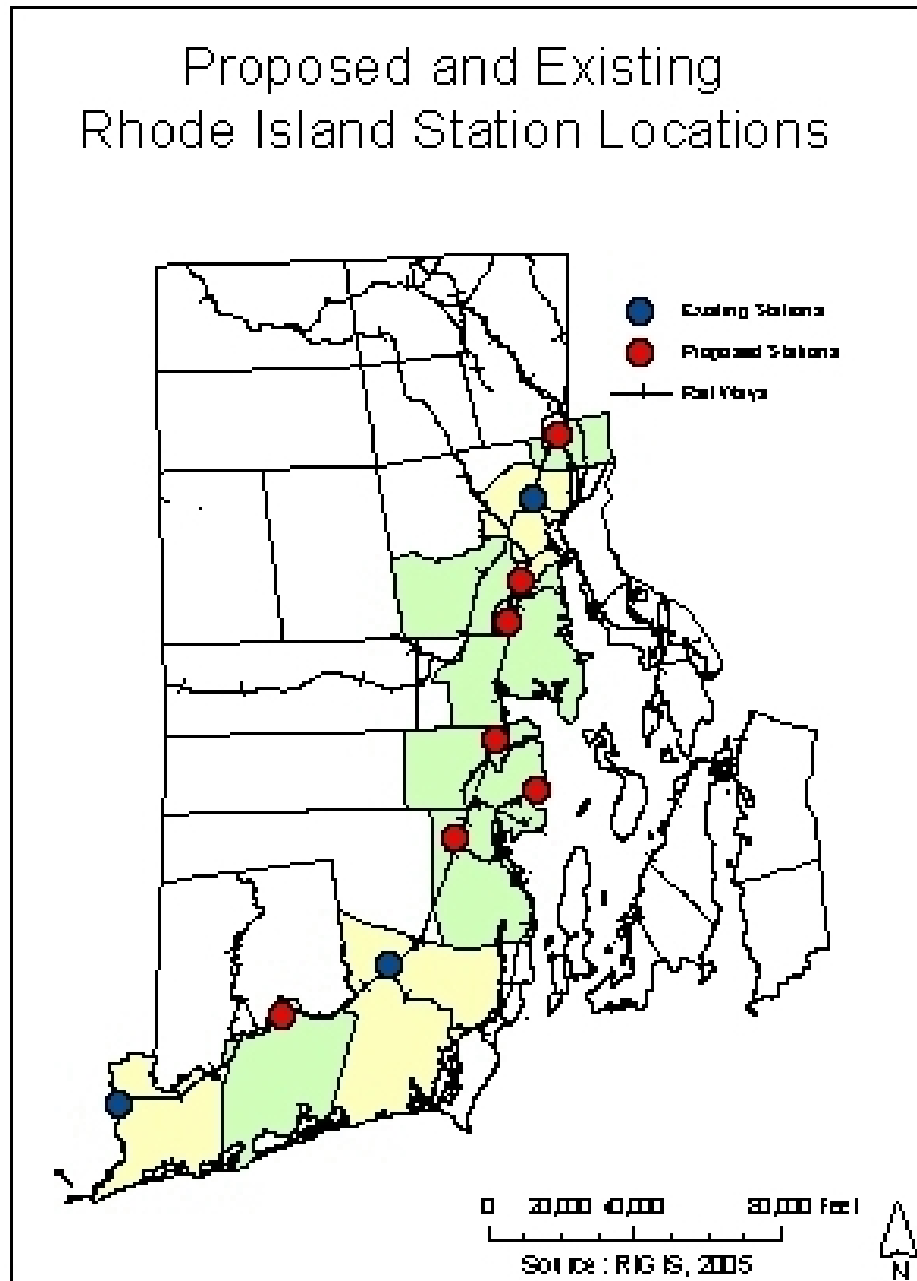 Proposed and Existing
Rhode Island Station Locations
Existing Stations
Proposed Stations
Rail Ways
0 20,000 40,000 80,000 Feet
Source: RIGIS, 2005
N